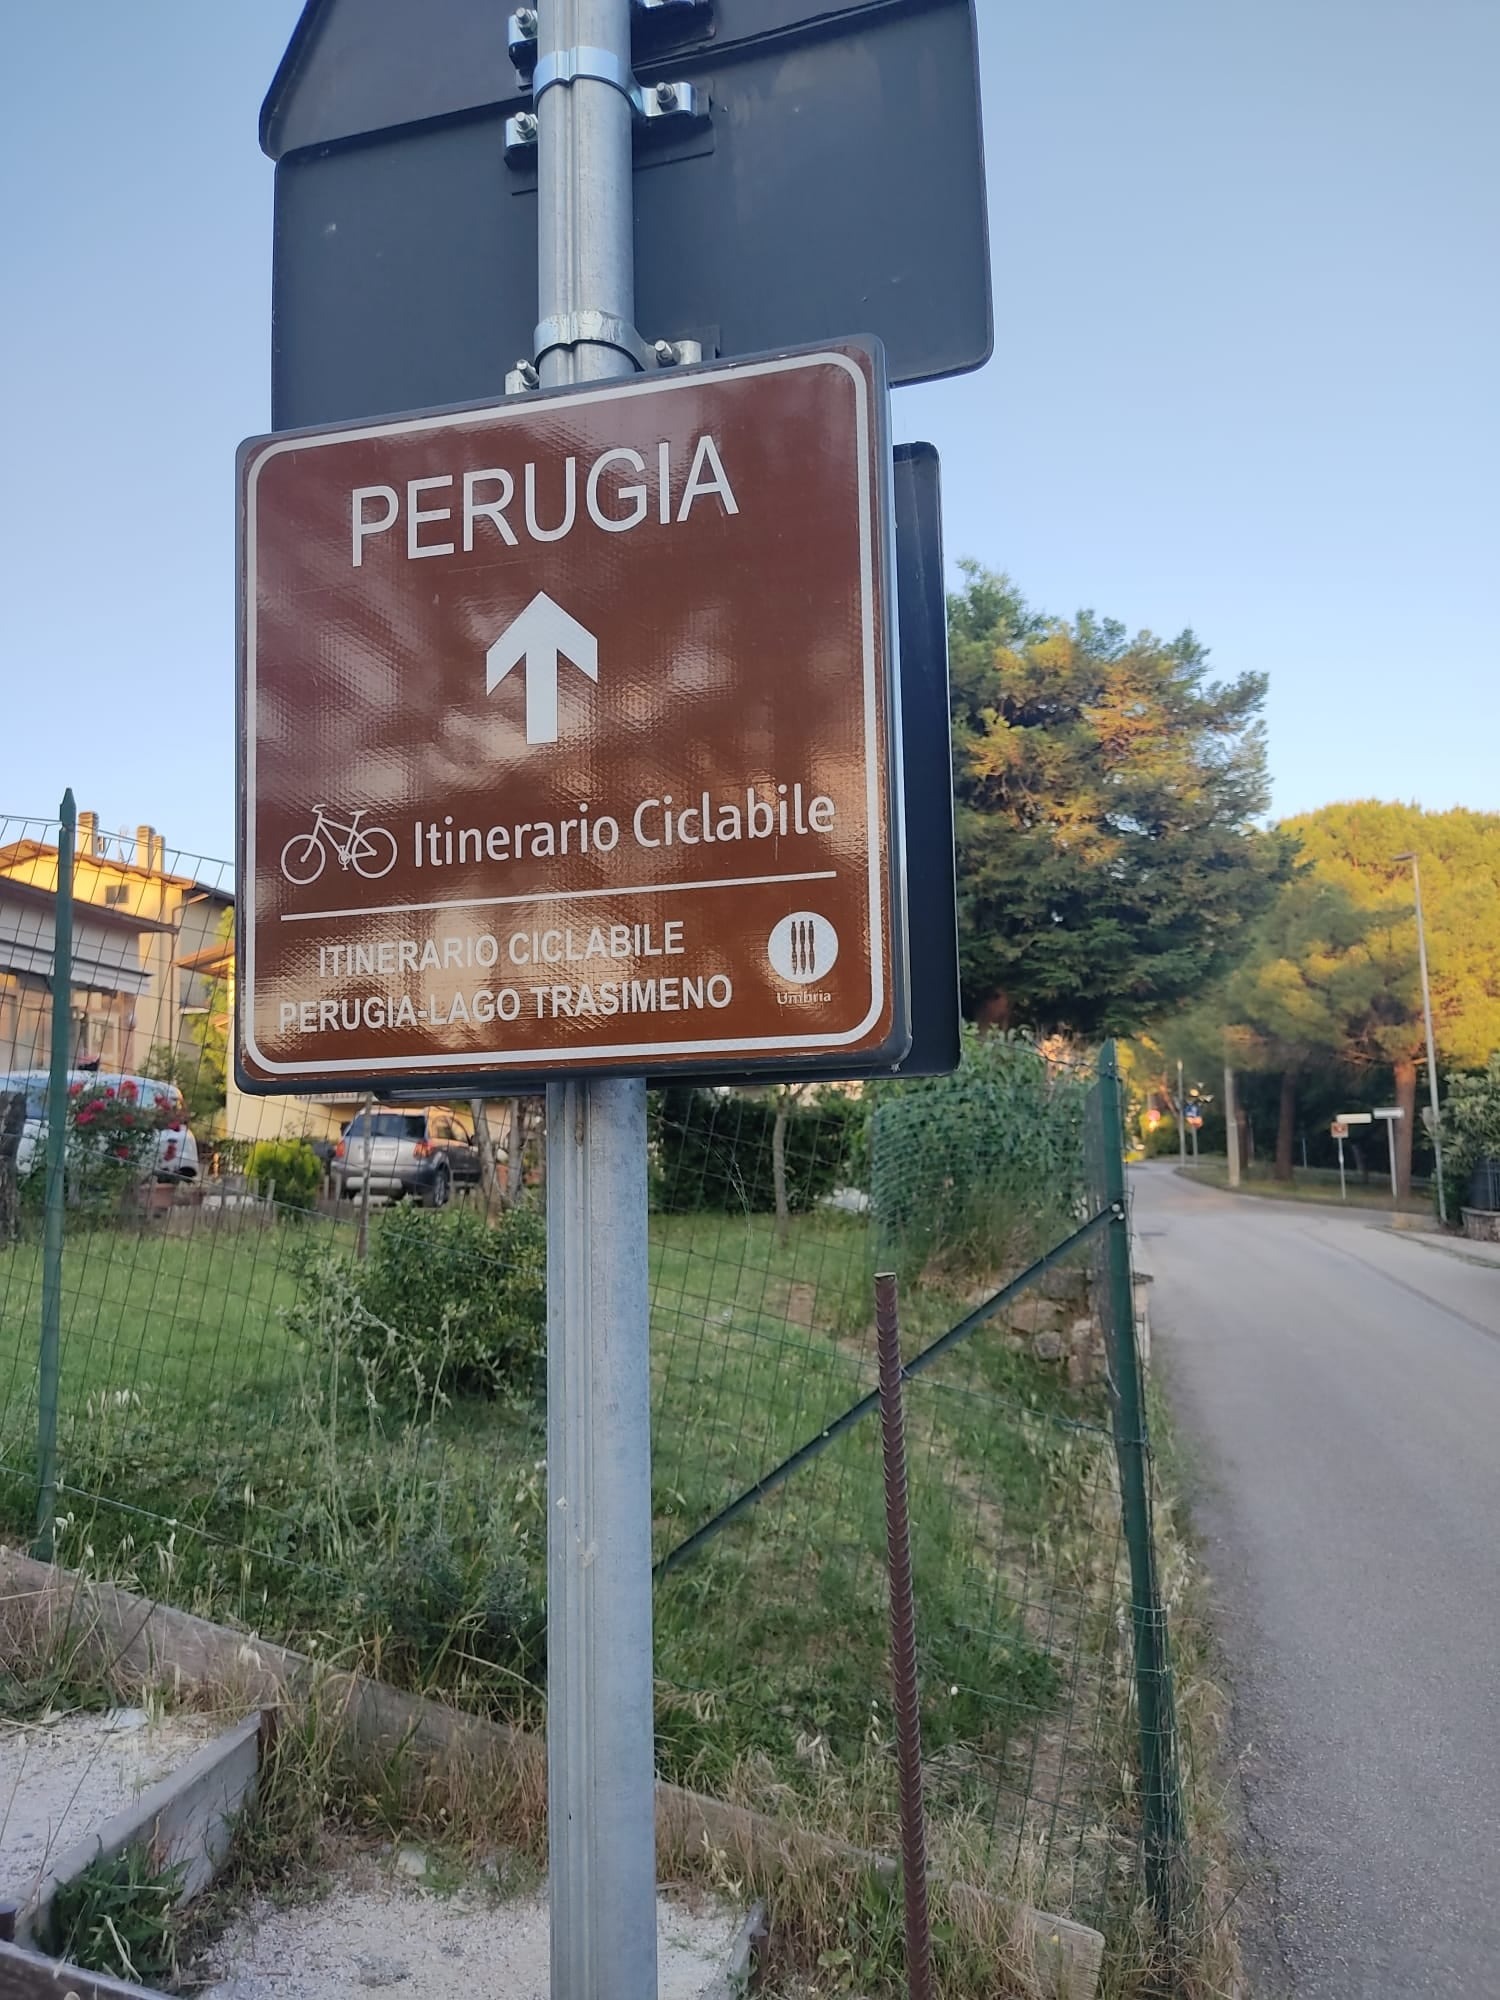 PERUGIA
Itinerario Ciclabile
ITINERARIO CICLABILE
PERUGIA-LAGO TRASIMENO
Umbria